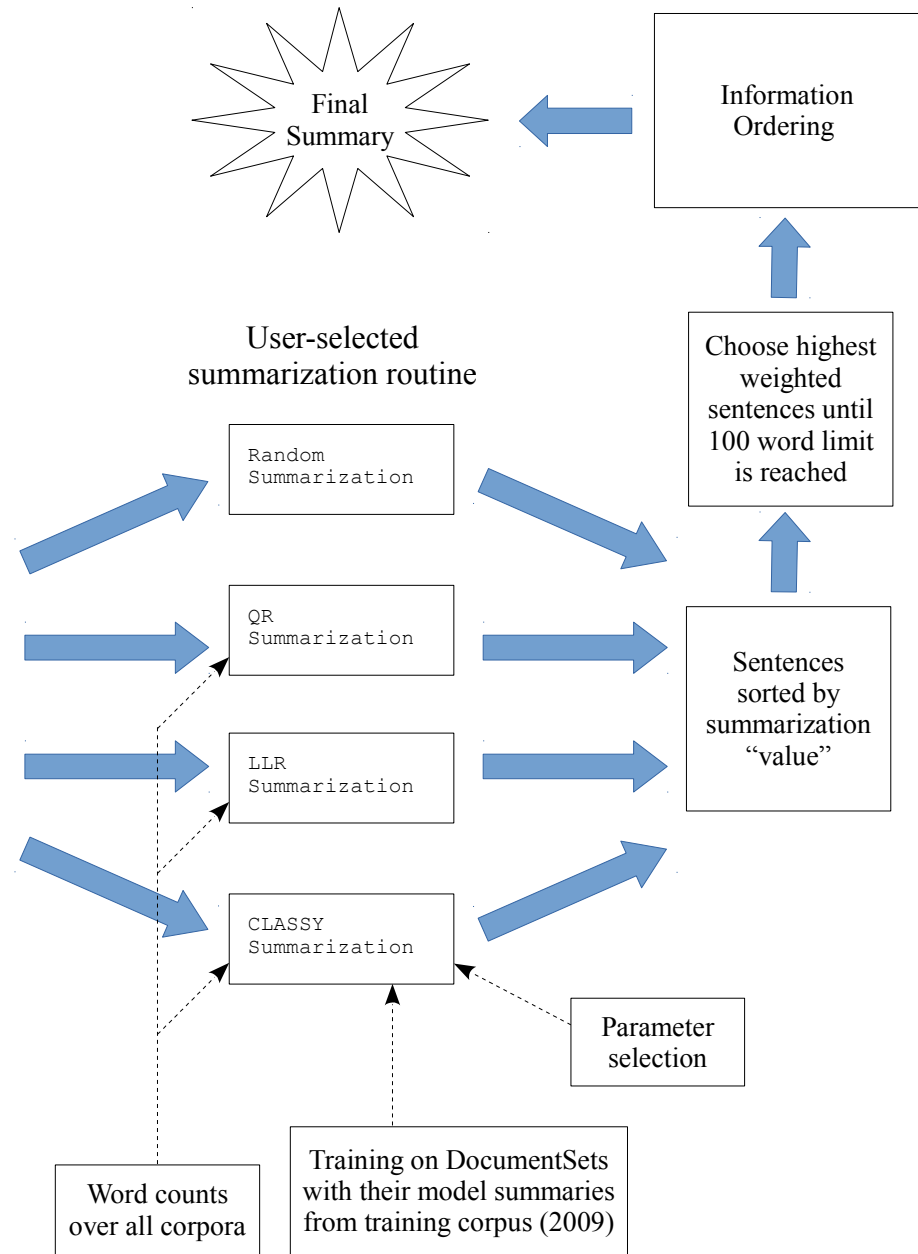 Final
Summary
Information
Ordering
User-selected
summarization routine
Choose highest
weighted
sentences until
100 word limit
is reached
Random
Summarization
QR
Summarization
LLR
Summarization
CLASSY
Summarization
Sentences
sorted by
summarization
“value”
Parameter
selection
Word counts
over all corpora
Training on DocumentSets
with their model summaries
from training corpus (2009)